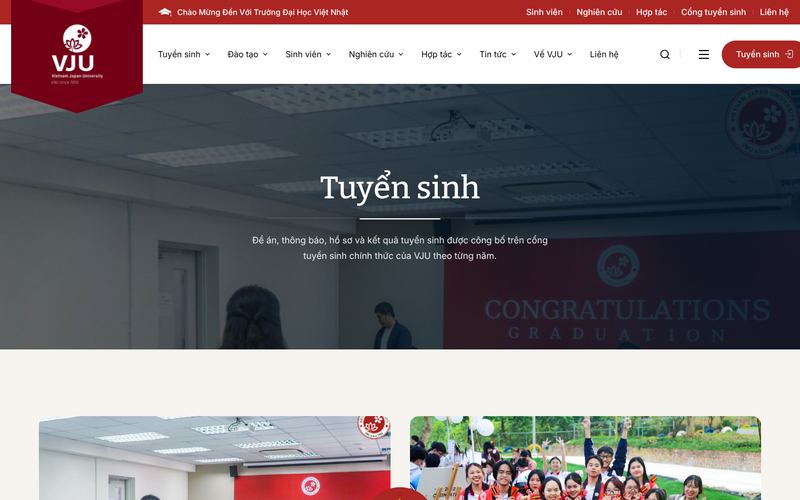 Chào Mừng Đến Với Trường Đại Học Việt Nhật
Sinh viên
Nghiên cứu
Hợp tác
Cổng tuyển sinh
Liên hệ
VJU
Vietnam Japan University
Tuyển sinh
Đào tạo
Sinh viên
Nghiên cứu
Hợp tác
Tin tức
Về VJU
Liên hệ
Tuyển sinh
Tuyển sinh
Đề án, thông báo, hồ sơ và kết quả tuyển sinh được công bố trên cổng
tuyển sinh chính thức của VJU theo từng năm.
CONGRATULATIONS
GRADUATION